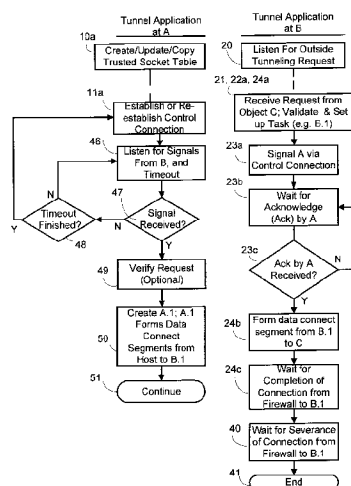 Tunnel Application
at A
10a
Create/Update/Copy
Trusted Socket Table
11a
Establish or Re-
establish Control
Connection
46
Listen for Signals
From B, and
Timeout
N
47
Timeout
Finished?
Y
48
N
Signal
Received?
Y
49
Verify Request
(Optional)
Create A.1; A.1
Forms Data
Connect
Segments from
Host to B.1
50
51
Continue
Tunnel Application
at B
20
Listen For Outside
Tunneling Request
21, 22a, 24a
Receive Request from
Object C; Validate & Set
up Task (e.g. B.1)
23a
Signal A via
Control Connection
23b
Wait for
Acknowledge
(Ack) by A
23c
Ack by A
Received?
N
Y
24b
Form data connect
segment from B.1
to C
24c
Wait for
Completion of
Connection from
Firewall to B.1
40
Wait for Severance
of Connection from
Firewall to B.1
41
End